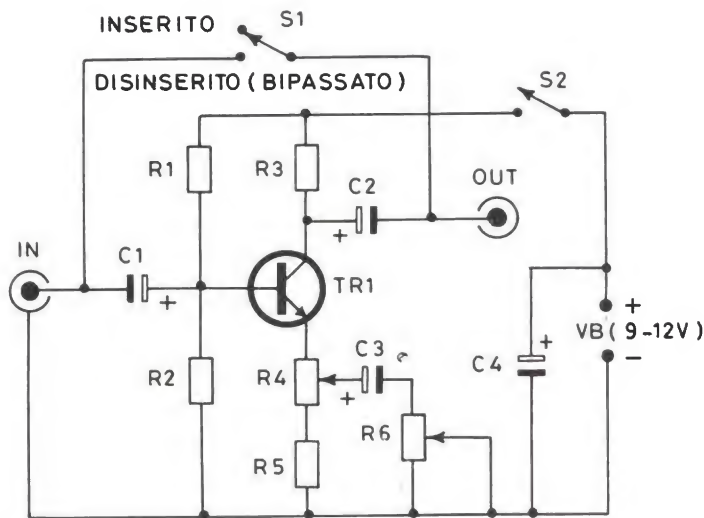 INSERITO
S1
DISINSERITO ( BIPASSATO )
S2
R1
R3
C2
OUT
+
IN
C1
+
TR1
+
VB ( 9-12V )
−
R2
R4
C3
+
R6
C4
+
R5